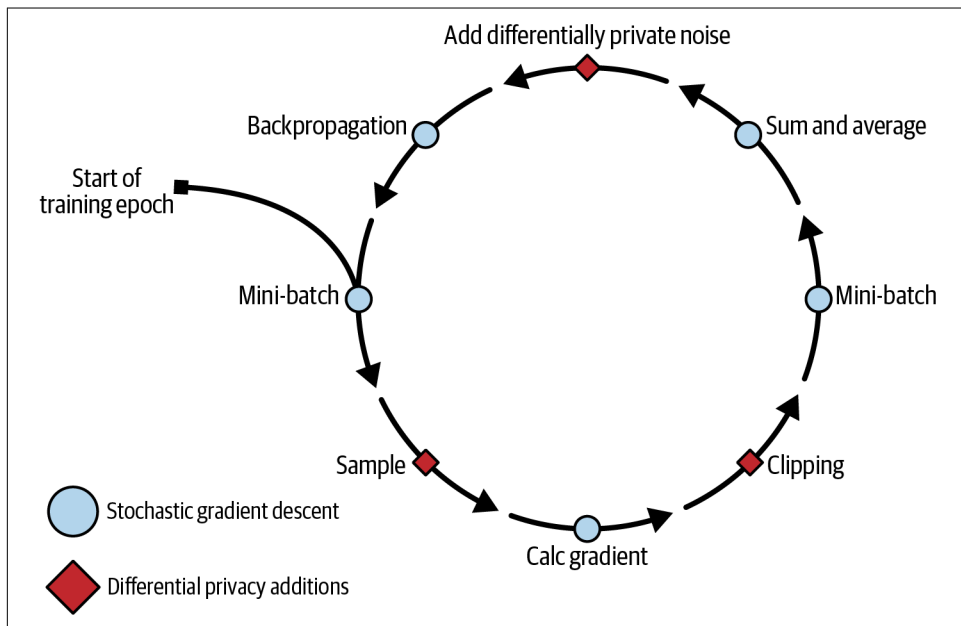 Add differentially private noise
Backpropagation
Sum and average
Start of
training epoch
Mini-batch
Mini-batch
Sample
Clipping
Calc gradient
Stochastic gradient descent
Differential privacy additions